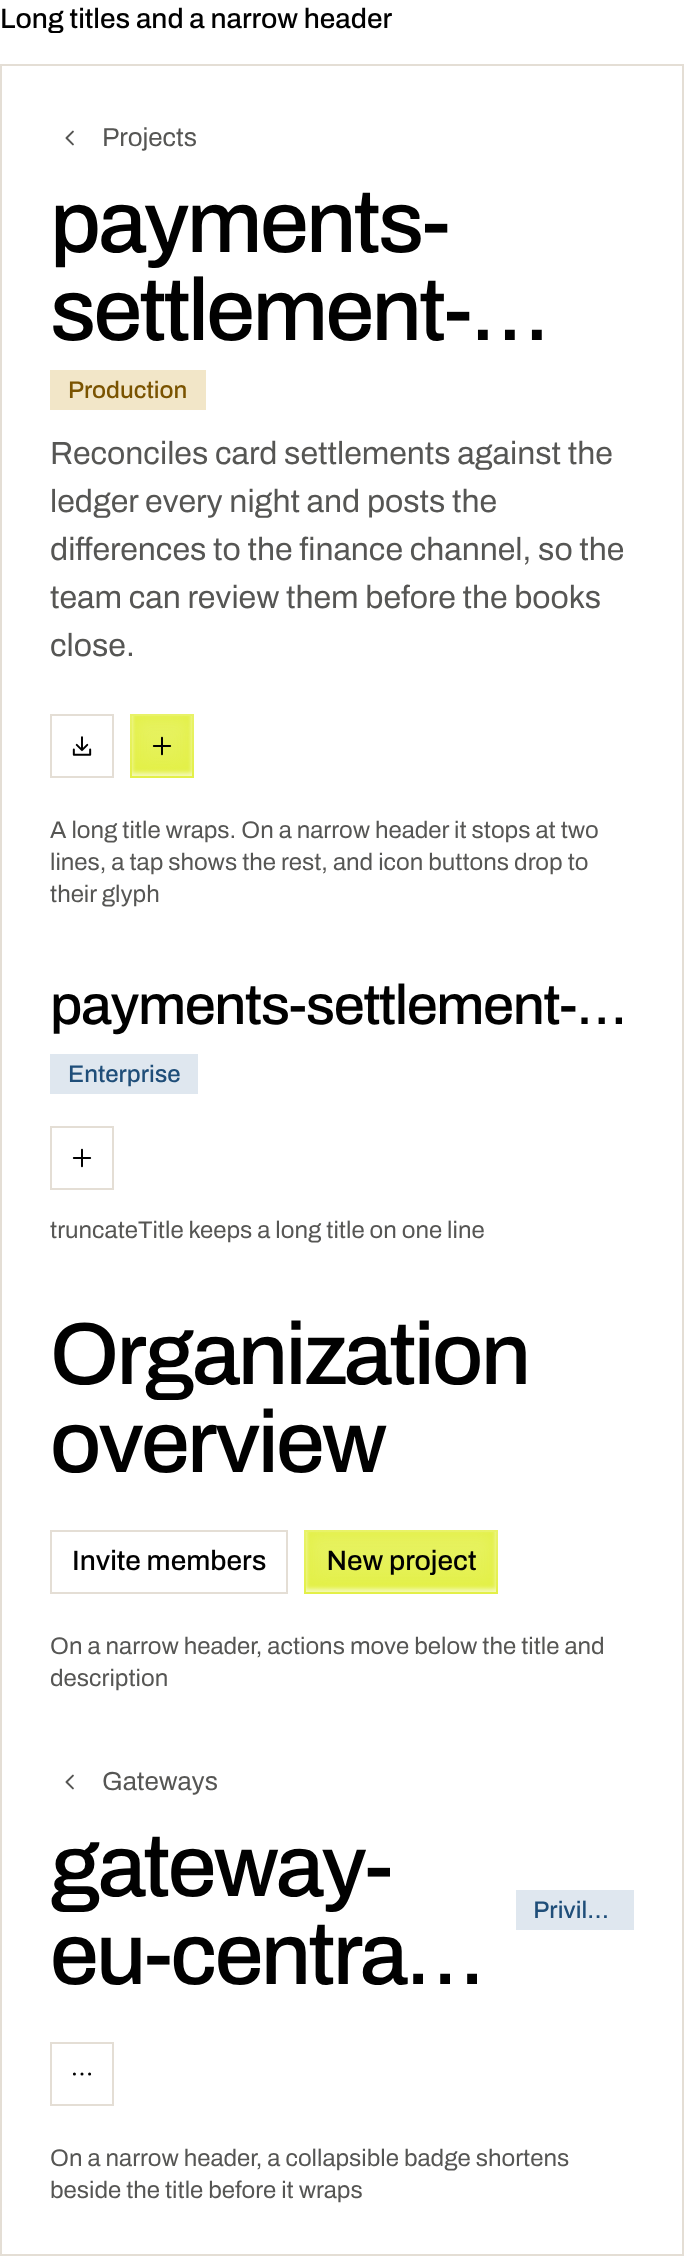 Long titles and a narrow header
Projects
payments-
settlement-…
Production
Reconciles card settlements against the
ledger every night and posts the
differences to the finance channel, so the
team can review them before the books
close.
A long title wraps. On a narrow header it stops at two
lines, a tap shows the rest, and icon buttons drop to
their glyph
payments-settlement-…
Enterprise
truncateTitle keeps a long title on one line
Organization
overview
Invite members
New project
On a narrow header, actions move below the title and
description
Gateways
gateway-
eu-centra…
Privil…
On a narrow header, a collapsible badge shortens
beside the title before it wraps